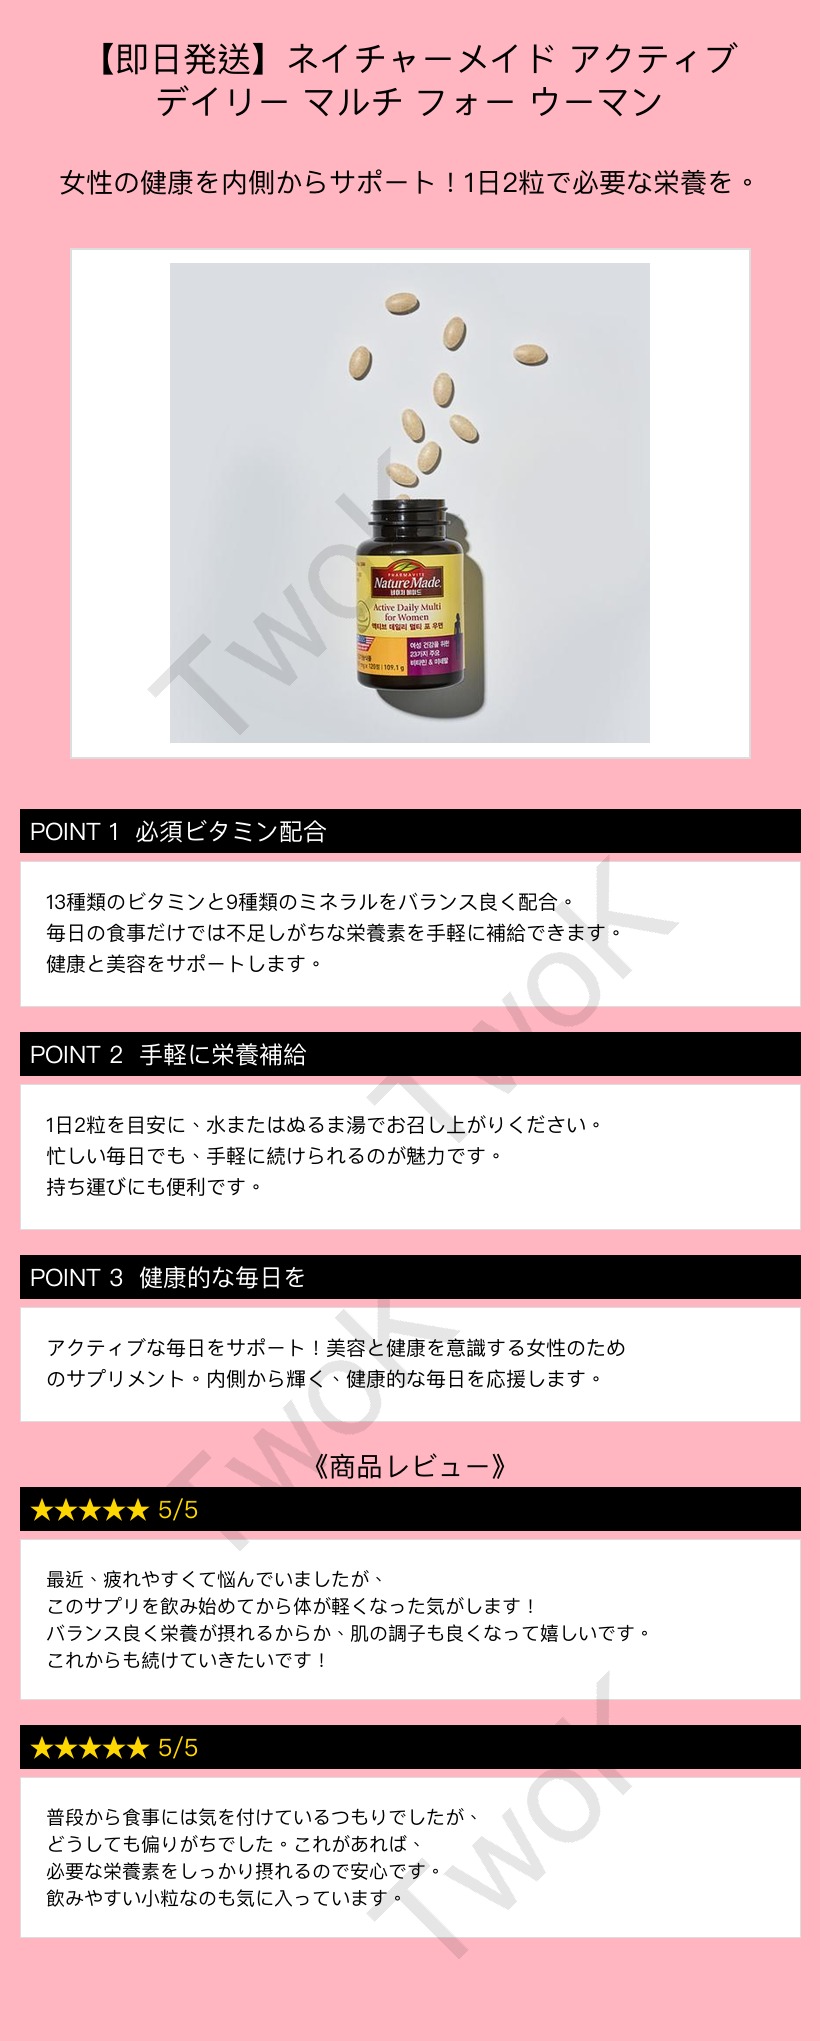 【即日発送】ネイチャーメイド アクティブ
デイリー マルチ フォー ウーマン
女性の健康を内側からサポート！1日2粒で必要な栄養を。
PHARMAVITE
Nature Made
네이처메이드
Active Daily Multi
for Women
액티브 데일리 멀티 포 우먼
여성 건강을 위한
23가지 주요
비타민 & 미네랄
x 120정 | 109.1 g
TwoK
POINT 1 必須ビタミン配合
13種類のビタミンと9種類のミネラルをバランス良く配合。
毎日の食事だけでは不足しがちな栄養素を手軽に補給できます。
健康と美容をサポートします。
TwoK
POINT 2 手軽に栄養補給
1日2粒を目安に、水またはぬるま湯でお召し上がりください。
忙しい毎日でも、手軽に続けられるのが魅力です。
持ち運びにも便利です。
POINT 3 健康的な毎日を
アクティブな毎日をサポート！美容と健康を意識する女性のため
のサプリメント。内側から輝く、健康的な毎日を応援します。
TwoK
《商品レビュー》
★★★★★ 5/5
最近、疲れやすくて悩んでいましたが、
このサプリを飲み始めてから体が軽くなった気がします！
バランス良く栄養が摂れるからか、肌の調子も良くなって嬉しいです。
これからも続けていきたいです！
★★★★★ 5/5
普段から食事には気を付けているつもりでしたが、
どうしても偏りがちでした。これがあれば、
必要な栄養素をしっかり摂れるので安心です。
飲みやすい小粒なのも気に入っています。
TwoK